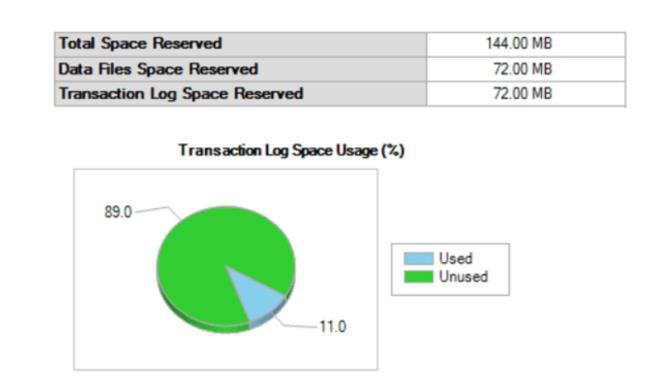 Total Space Reserved 144.00 MB
Data Files Space Reserved 72.00 MB
Transaction Log Space Reserved 72.00 MB
Transaction Log Space Usage (%)
89.0
Used
Unused
11.0